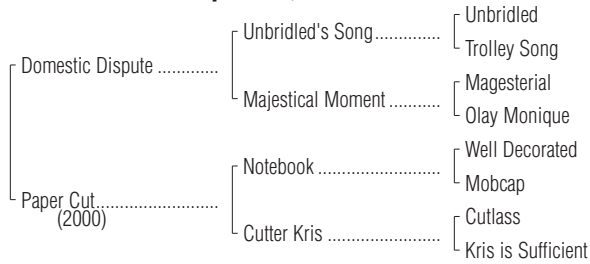 Unbridled
Unbridled's Song..............
Trolley Song
Domestic Dispute .............
Magesterial
Majestical Moment ...........
Olay Monique
Well Decorated
Notebook .........................
Mobcap
Paper Cut..........................
(2000)
Cutlass
Cutter Kris .......................
Kris is Sufficient